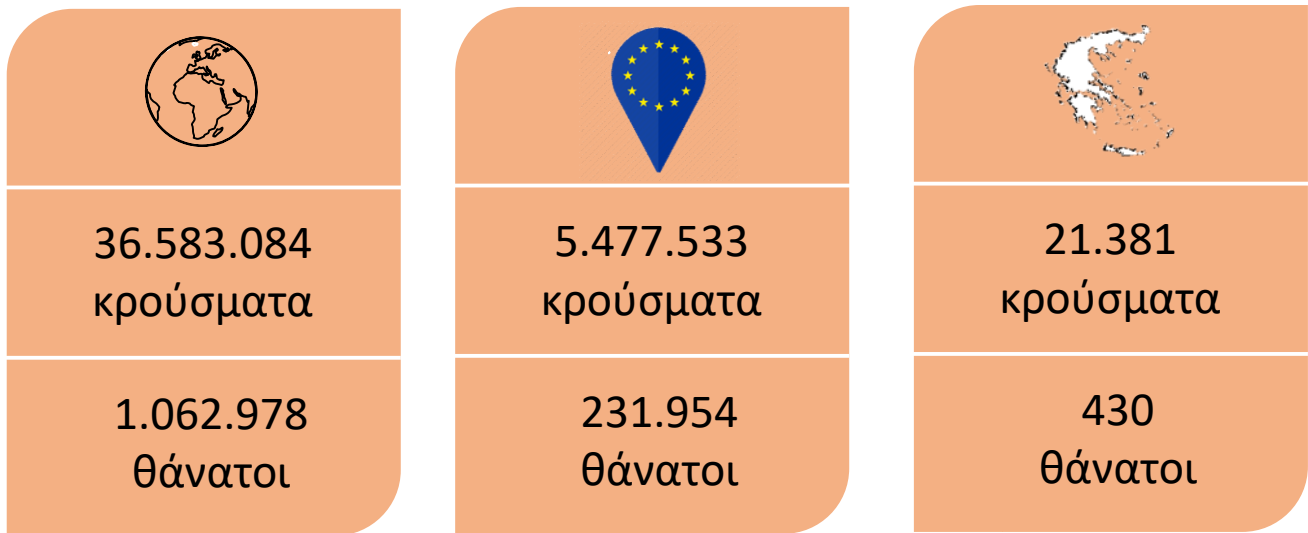 36.583.084
κρούσματα
1.062.978
θάνατοι
5.477.533
κρούσματα
231.954
θάνατοι
21.381
κρούσματα
430
θάνατοι